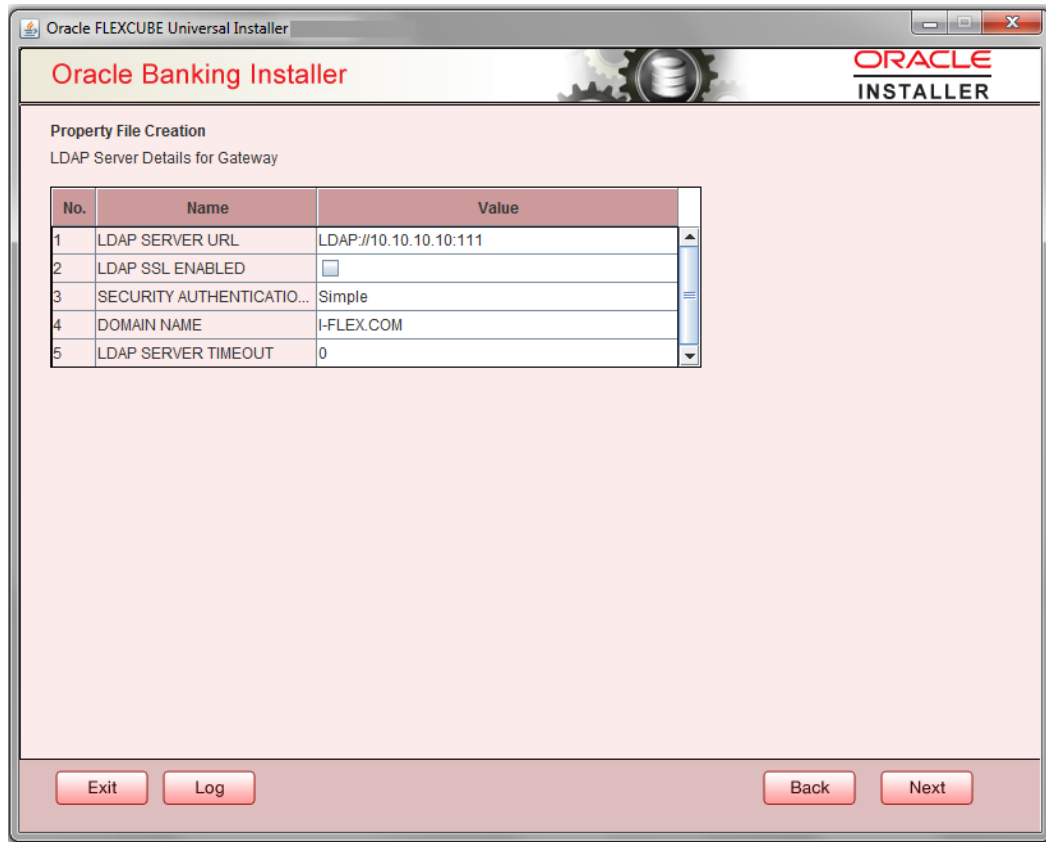 Oracle FLEXCUBE Universal Installer
X
Oracle Banking Installer
ORACLE
INSTALLER
Property File Creation
LDAP Server Details for Gateway
No. Name Value
1 LDAP SERVER URL LDAP://10.10.10.10:111
2 LDAP SSL ENABLED
3 SECURITY AUTHENTICATIO... Simple
4 DOMAIN NAME I-FLEX.COM
5 LDAP SERVER TIMEOUT 0
Exit Log Back Next